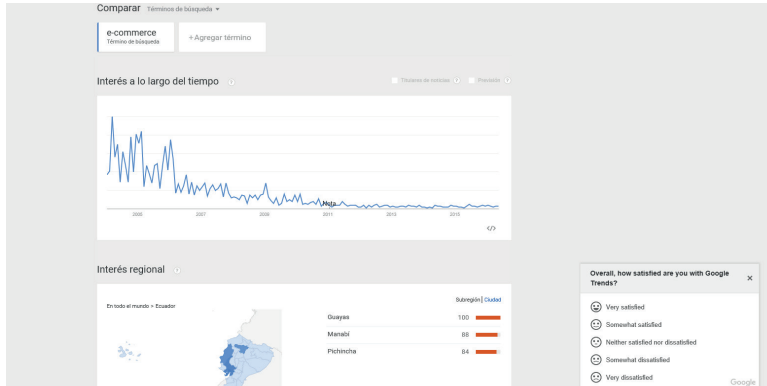 Comparar Términos de búsqueda
e-commerce
Término de búsqueda
+Agregar término
Interés a lo largo del tiempo ?
Titulares de noticias ? Previsión ?
Nota
2005 2007 2009 2011 2013 2015
</>
Interés regional ?
En todo el mundo > Ecuador
Subregión | Ciudad
Guayas 100
Manabí 88
Pichincha 84
Overall, how satisfied are you with Google
Trends?
×
Very satisfied
Somewhat satisfied
Neither satisfied nor dissatisfied
Somewhat dissatisfied
Very dissatisfied
Google